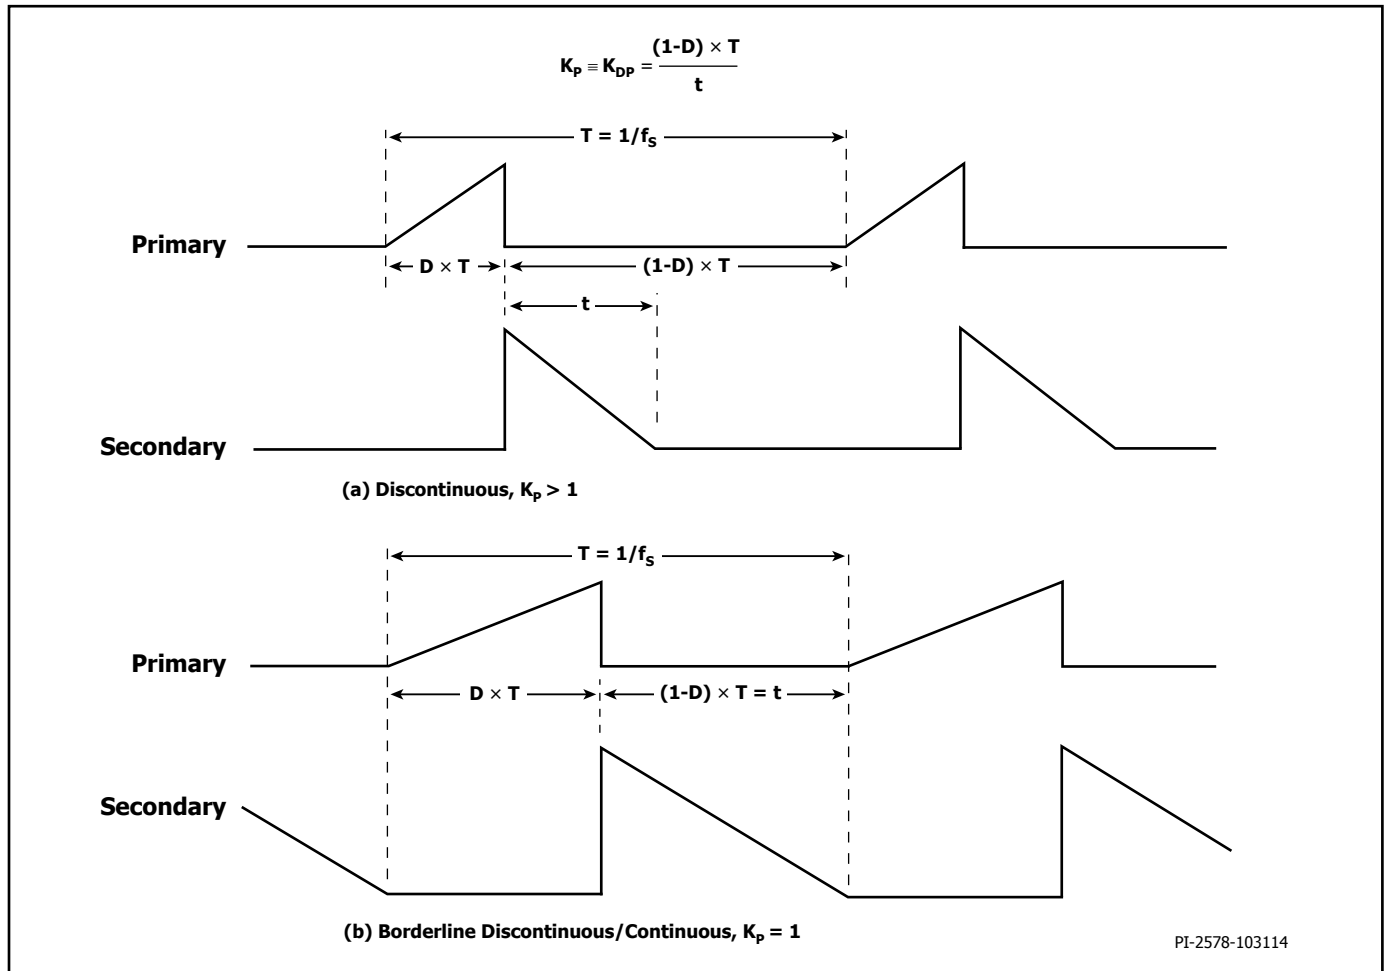 K_P ≡ K_DP = (1-D) × T / t
T = 1/f_S
Primary
D × T
(1-D) × T
t
Secondary
(a) Discontinuous, K_P > 1
T = 1/f_S
Primary
D × T
(1-D) × T = t
Secondary
(b) Borderline Discontinuous/Continuous, K_P = 1
PI-2578-103114